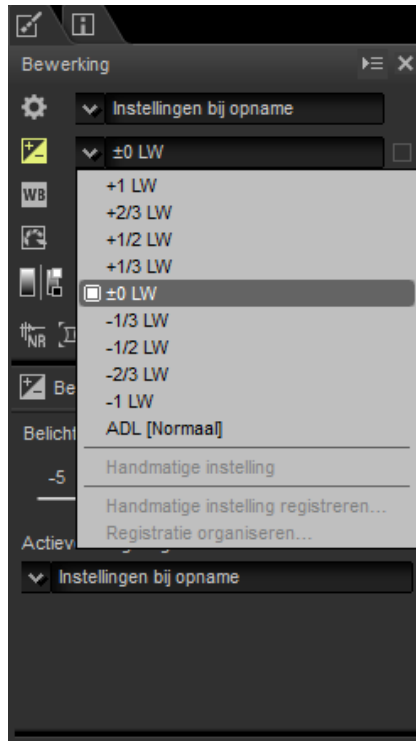 Bewerking
Instellingen bij opname
±0 LW
WB
+1 LW
+2/3 LW
+1/2 LW
+1/3 LW
±0 LW
-1/3 LW
NR
-1/2 LW
-2/3 LW
Be
-1 LW
ADL [Normaal]
Belicht
Handmatige instelling
-5
Handmatige instelling registreren...
Registratie organiseren...
Actiev
Instellingen bij opname